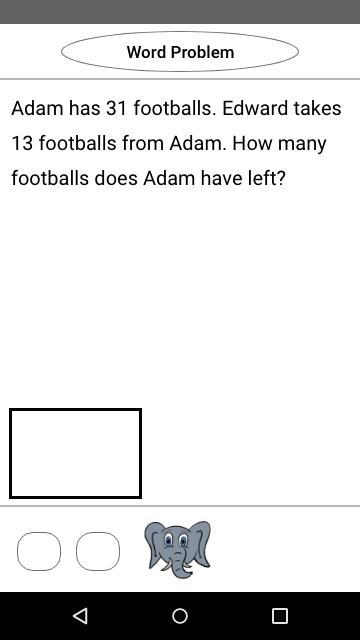 Word Problem
Adam has 31 footballs. Edward takes
13 footballs from Adam. How many
footballs does Adam have left?